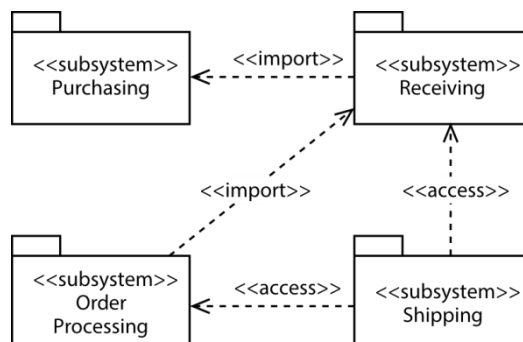 <<subsystem>>
Purchasing
<<import>>
<<subsystem>>
Receiving
<<import>>
<<access>>
<<subsystem>>
Order
Processing
<<access>>
<<subsystem>>
Shipping